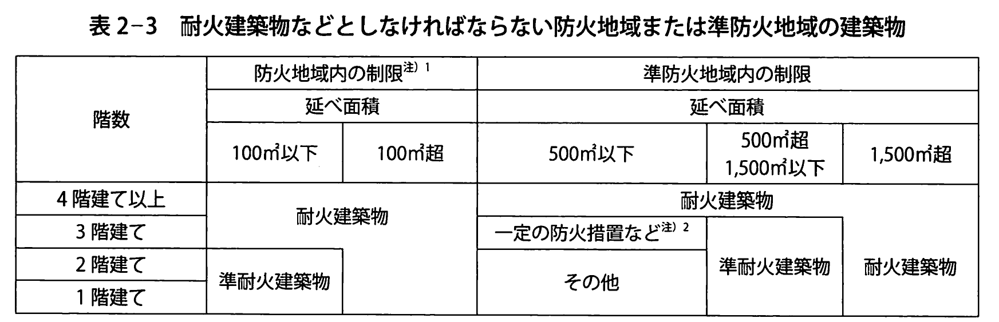 表2-3 耐火建築物などとしなければならない防火地域または準防火地域の建築物
階数
防火地域内の制限注）1
準防火地域内の制限
延べ面積
延べ面積
100㎡以下
100㎡超
500㎡以下
500㎡超
1,500㎡以下
1,500㎡超
4階建て以上
耐火建築物
耐火建築物
3階建て
一定の防火措置など注）2
2階建て
準耐火建築物
その他
準耐火建築物
耐火建築物
1階建て